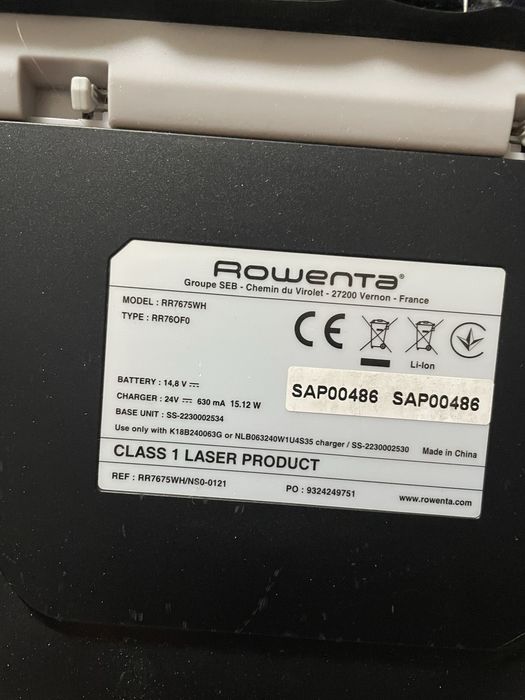 Rowenta®
Groupe SEB - Chemin du Virolet - 27200 Vernon - France
MODEL : RR7675WH
TYPE : RR76OF0
CE
Li-Ion
BATTERY : 14,8 V
CHARGER : 24V 630 mA 15.12 W
BASE UNIT : SS-2230002534
SAP00486 SAP00486
Use only with K18B240063G or NLB063240W1U4S35 charger / SS-2230002530 Made in China
CLASS 1 LASER PRODUCT
REF : RR7675WH/NS0-0121 PO : 9324249751 www.rowenta.com